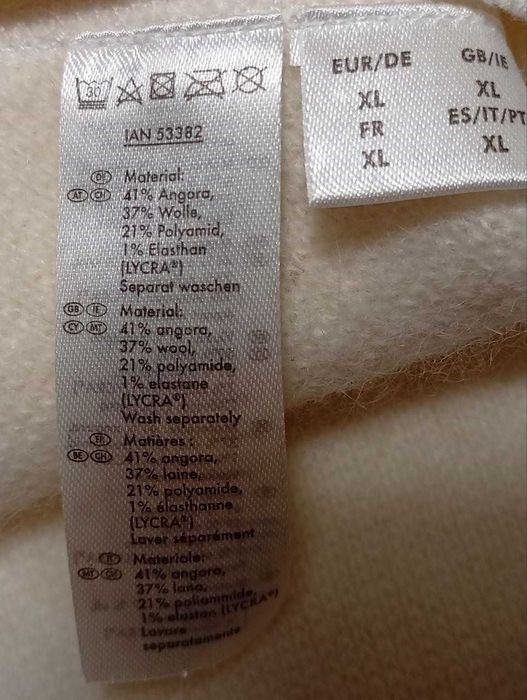 30
IAN 53382
DE Material:
AT CH 41% Angora,
37% Wolle,
21% Polyamid,
1% Elasthan
(LYCRA®)
Separat waschen
GB IE Material:
CY MT 41% angora,
37% wool,
21% polyamide,
1% elastane
(LYCRA®)
Wash separately
FR Matières :
BE CH 41% angora,
37% laine,
21% polyamide,
1% élasthanne
(LYCRA®)
Laver séparément
IT Materiale:
MT CH 41% angora,
37% lana,
21% poliammide,
1% elastan (LYCRA®)
Lavare
separatamente
EUR/DE
XL
FR
XL
GB/IE
XL
ES/IT/PT
XL